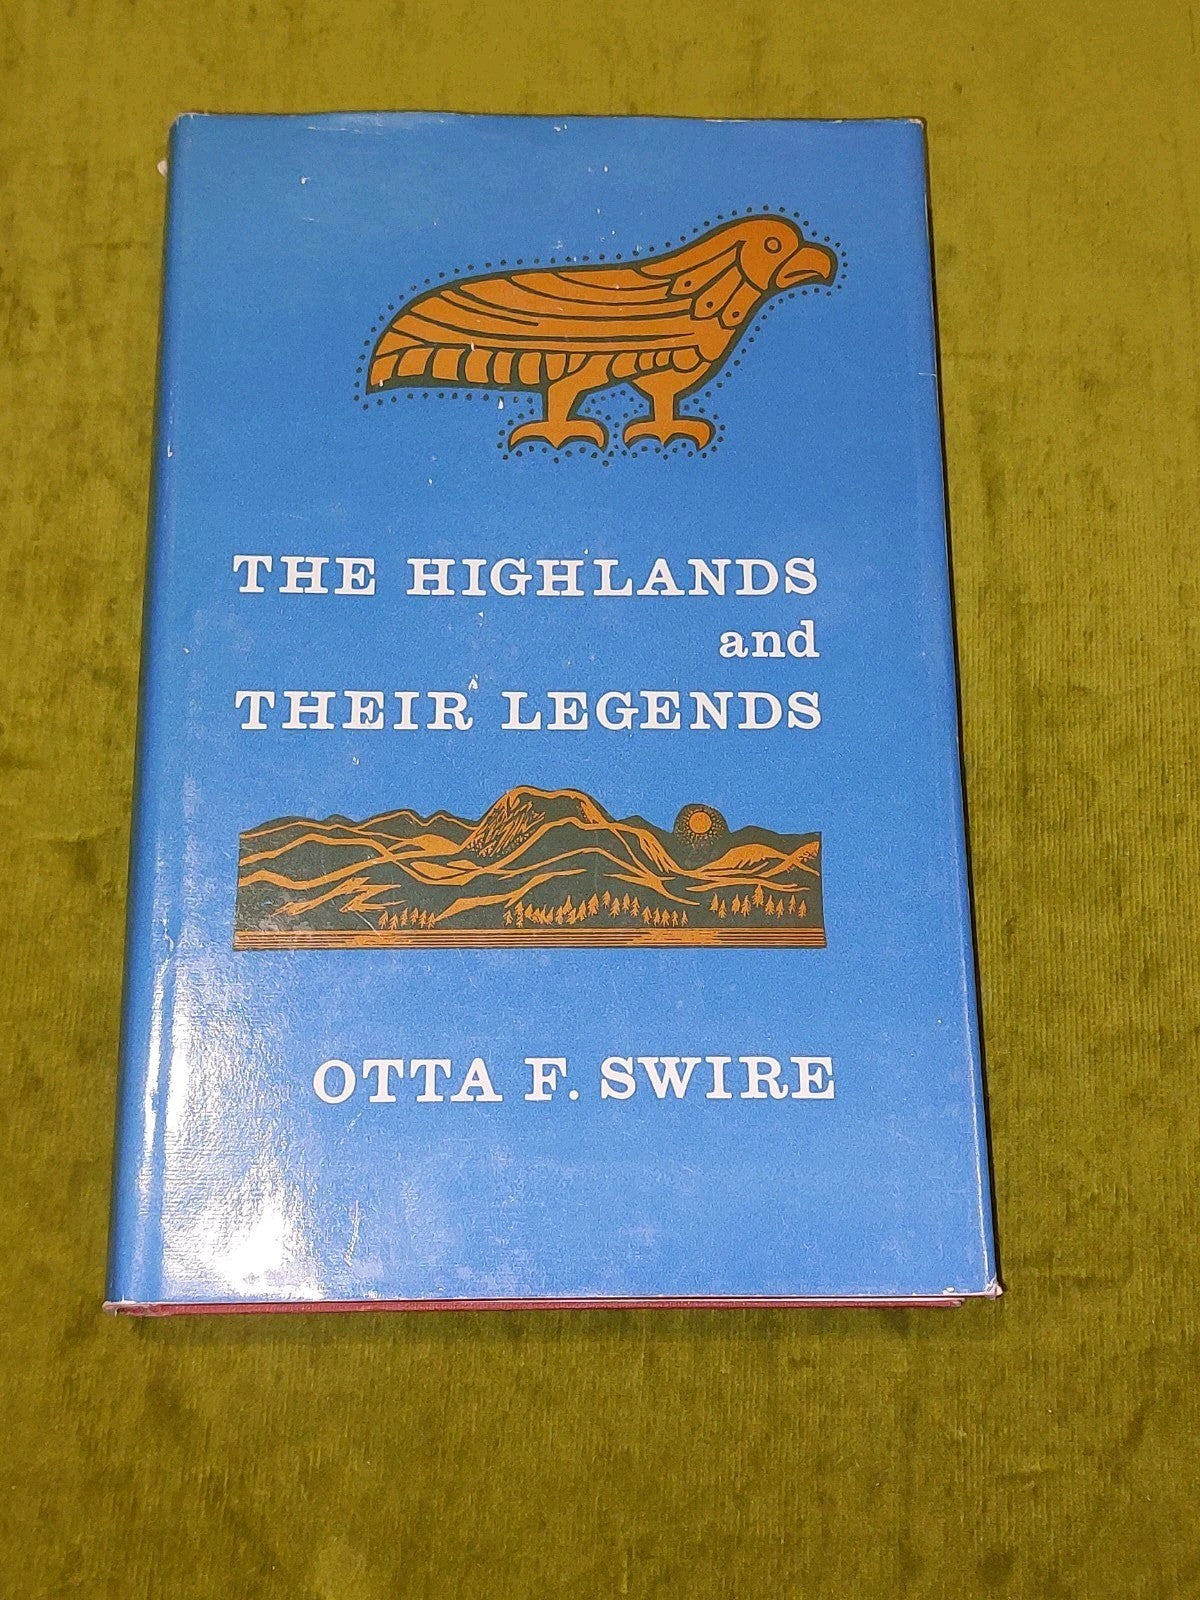 THE HIGHLANDS
and
THEIR LEGENDS
OTTA F. SWIRE